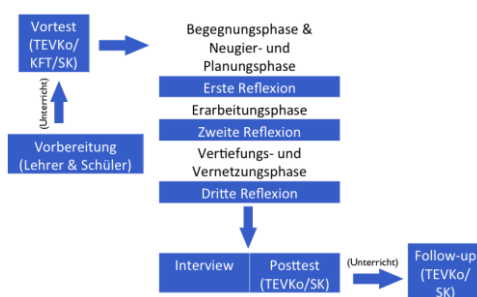 Vortest
(TEVKo/
KFT/SK)
(Unterricht)
Vorbereitung
(Lehrer & Schüler)
Begegnungsphase &
Neugier- und
Planungsphase
Erste Reflexion
Erarbeitungsphase
Zweite Reflexion
Vertiefungs- und
Vernetzungsphase
Dritte Reflexion
Interview
Posttest
(TEVKo/SK)
(Unterricht)
Follow-up
(TEVKo/
SK)